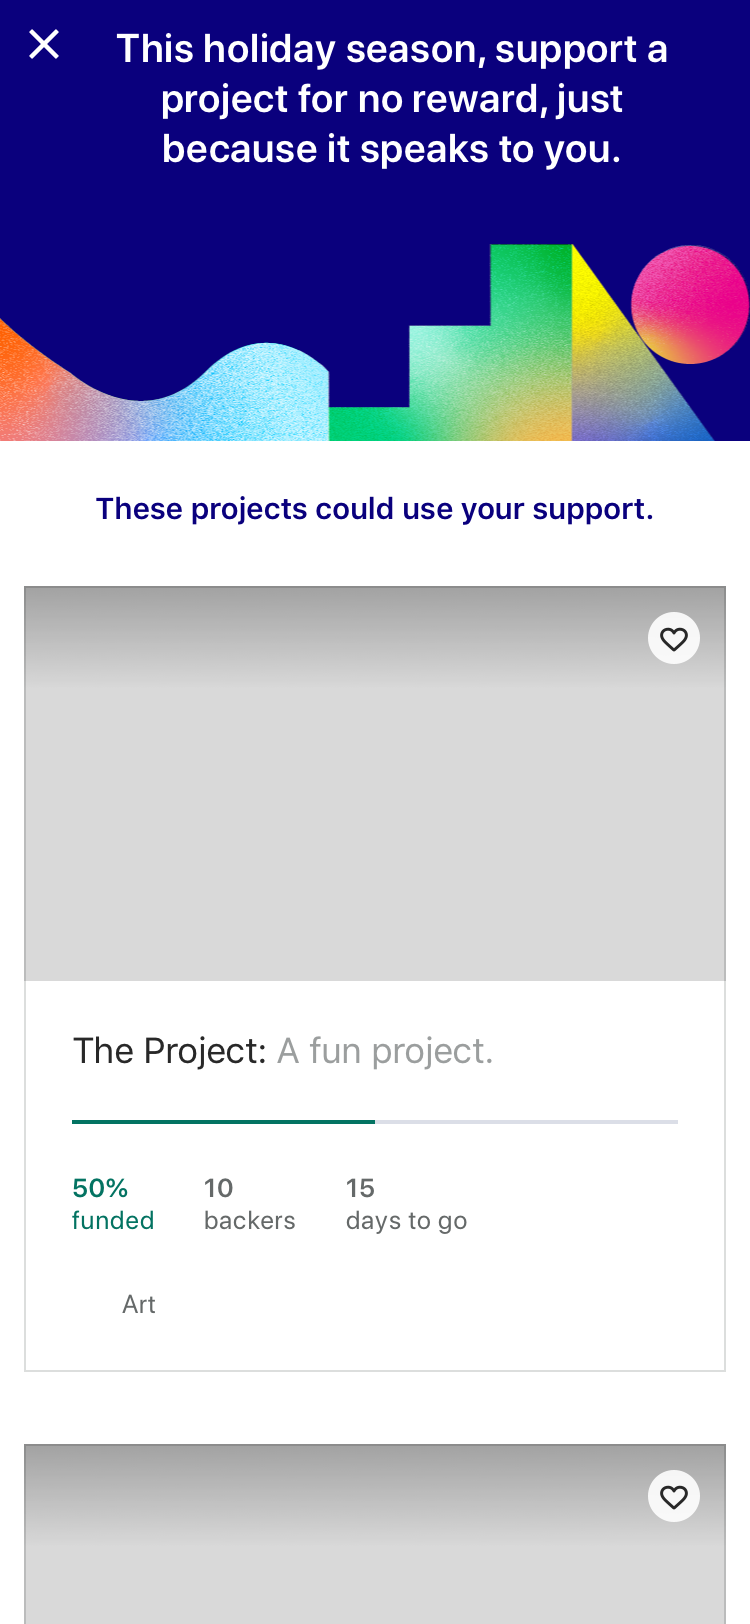 This holiday season, support a
project for no reward, just
because it speaks to you.
These projects could use your support.
The Project: A fun project.
50%
funded
10
backers
15
days to go
Art